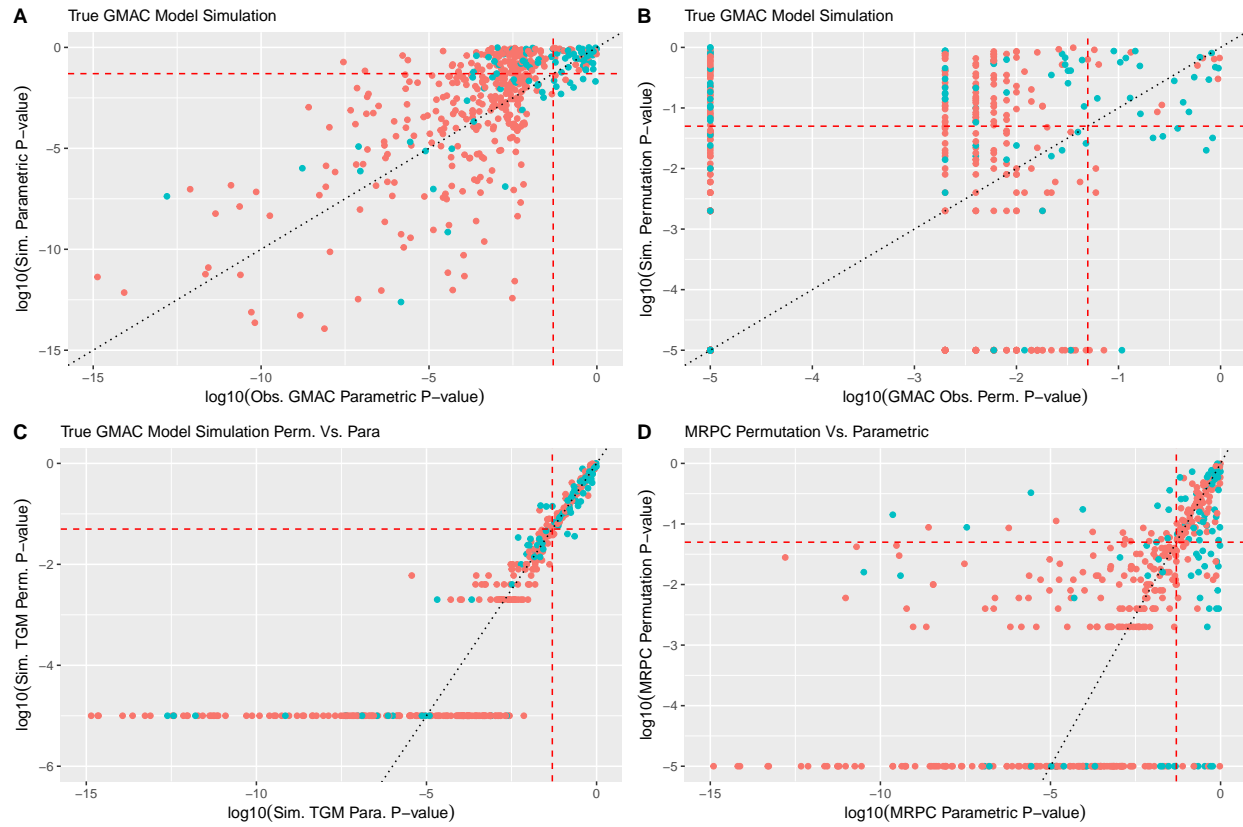 A
True GMAC Model Simulation
log10(Sim. Parametric P−value)
0
−5
−10
−15
−15
−10
−5
0
log10(Obs. GMAC Parametric P−value)
B
True GMAC Model Simulation
log10(Sim. Permutation P−value)
0
−1
−2
−3
−4
−5
−5
−4
−3
−2
−1
0
log10(GMAC Obs. Perm. P−value)
C
True GMAC Model Simulation Perm. Vs. Para
log10(Sim. TGM Perm. P−value)
0
−2
−4
−6
−15
−10
−5
0
log10(Sim. TGM Para. P−value)
D
MRPC Permutation Vs. Parametric
log10(MRPC Permutation P−value)
0
−1
−2
−3
−4
−5
−15
−10
−5
0
log10(MRPC Parametric P−value)